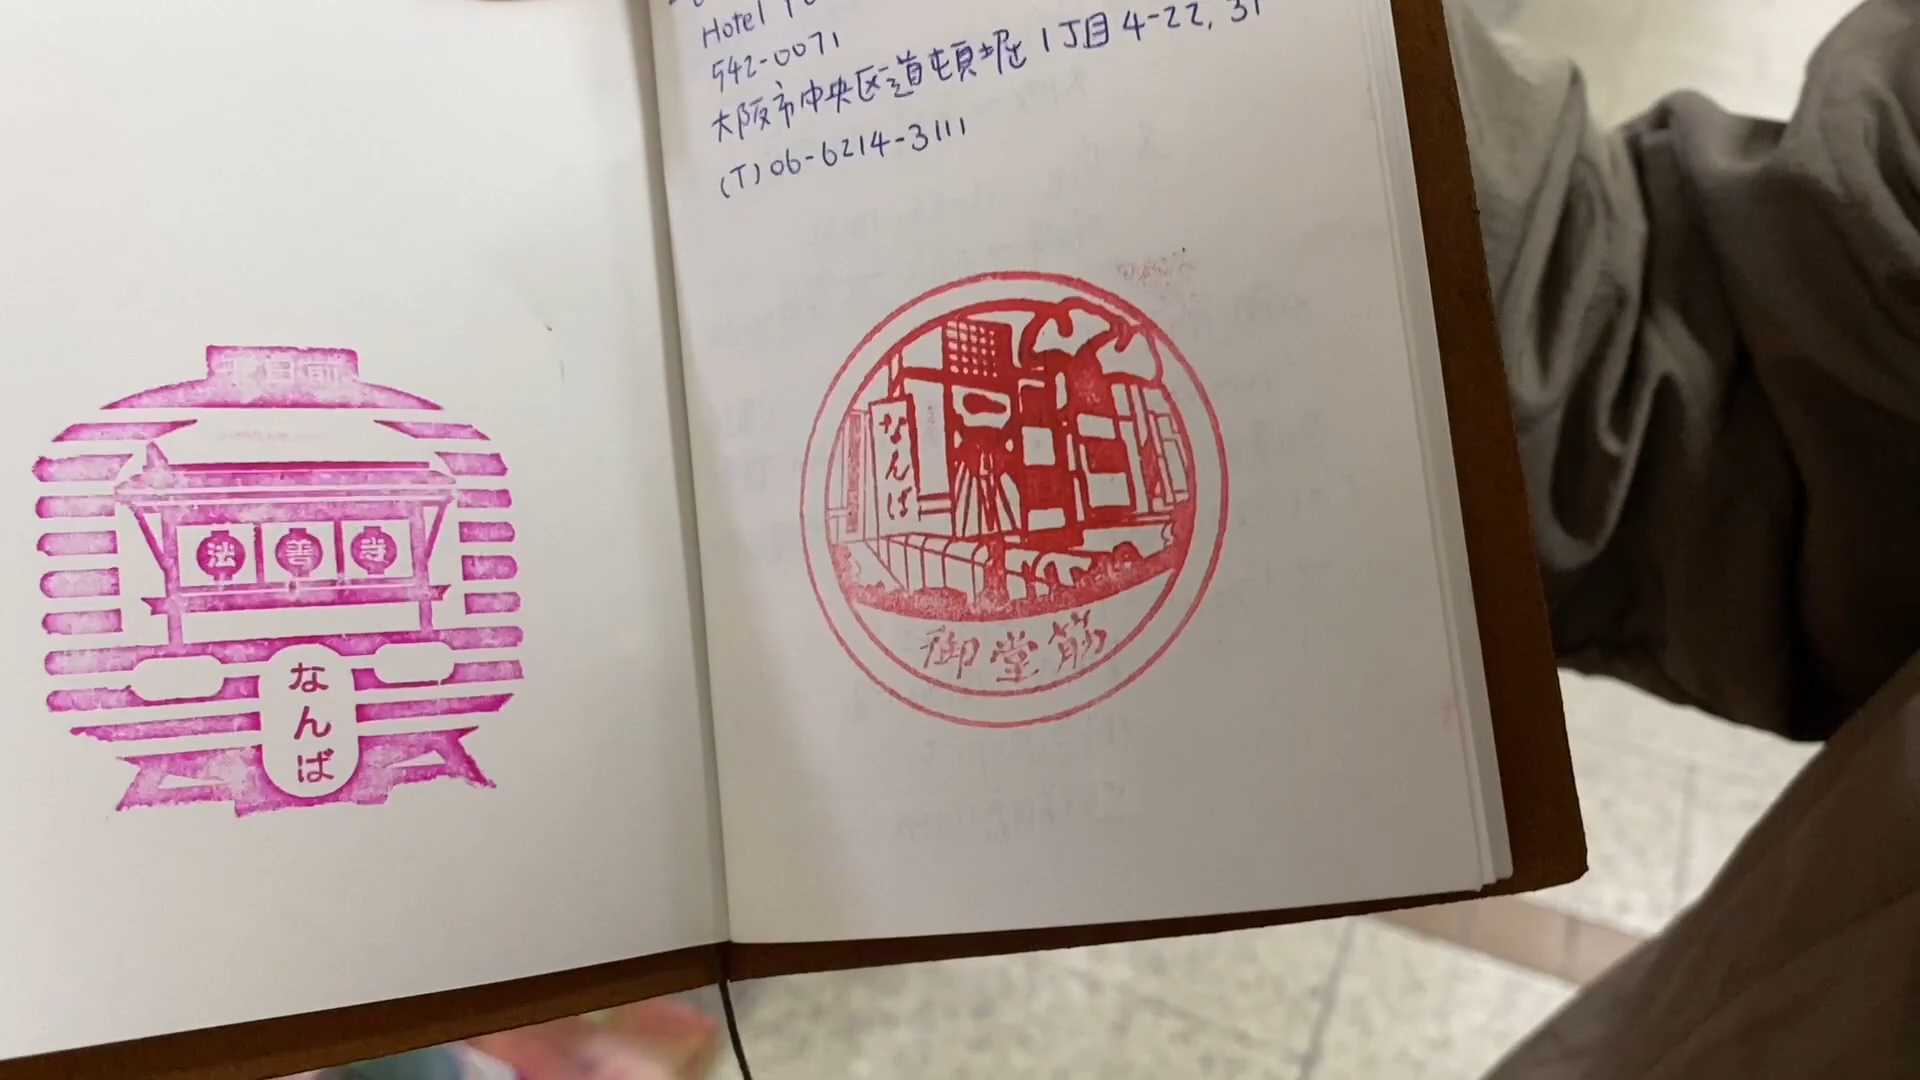 法善寺
なんば
Hotel
542-0071
大阪市中央区道頓堀1丁目4-22, 31
(T) 06-6214-3111
なんば
御堂筋